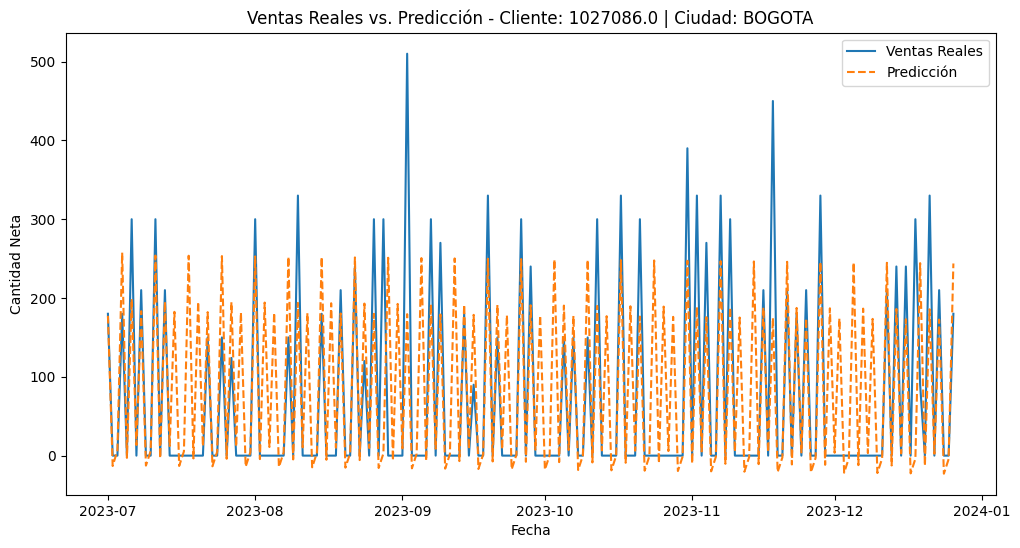 Ventas Reales vs. Predicción - Cliente: 1027086.0 | Ciudad: BOGOTA
Ventas Reales
Predicción
Cantidad Neta
500
400
300
200
100
0
2023-07
2023-08
2023-09
2023-10
2023-11
2023-12
2024-01
Fecha